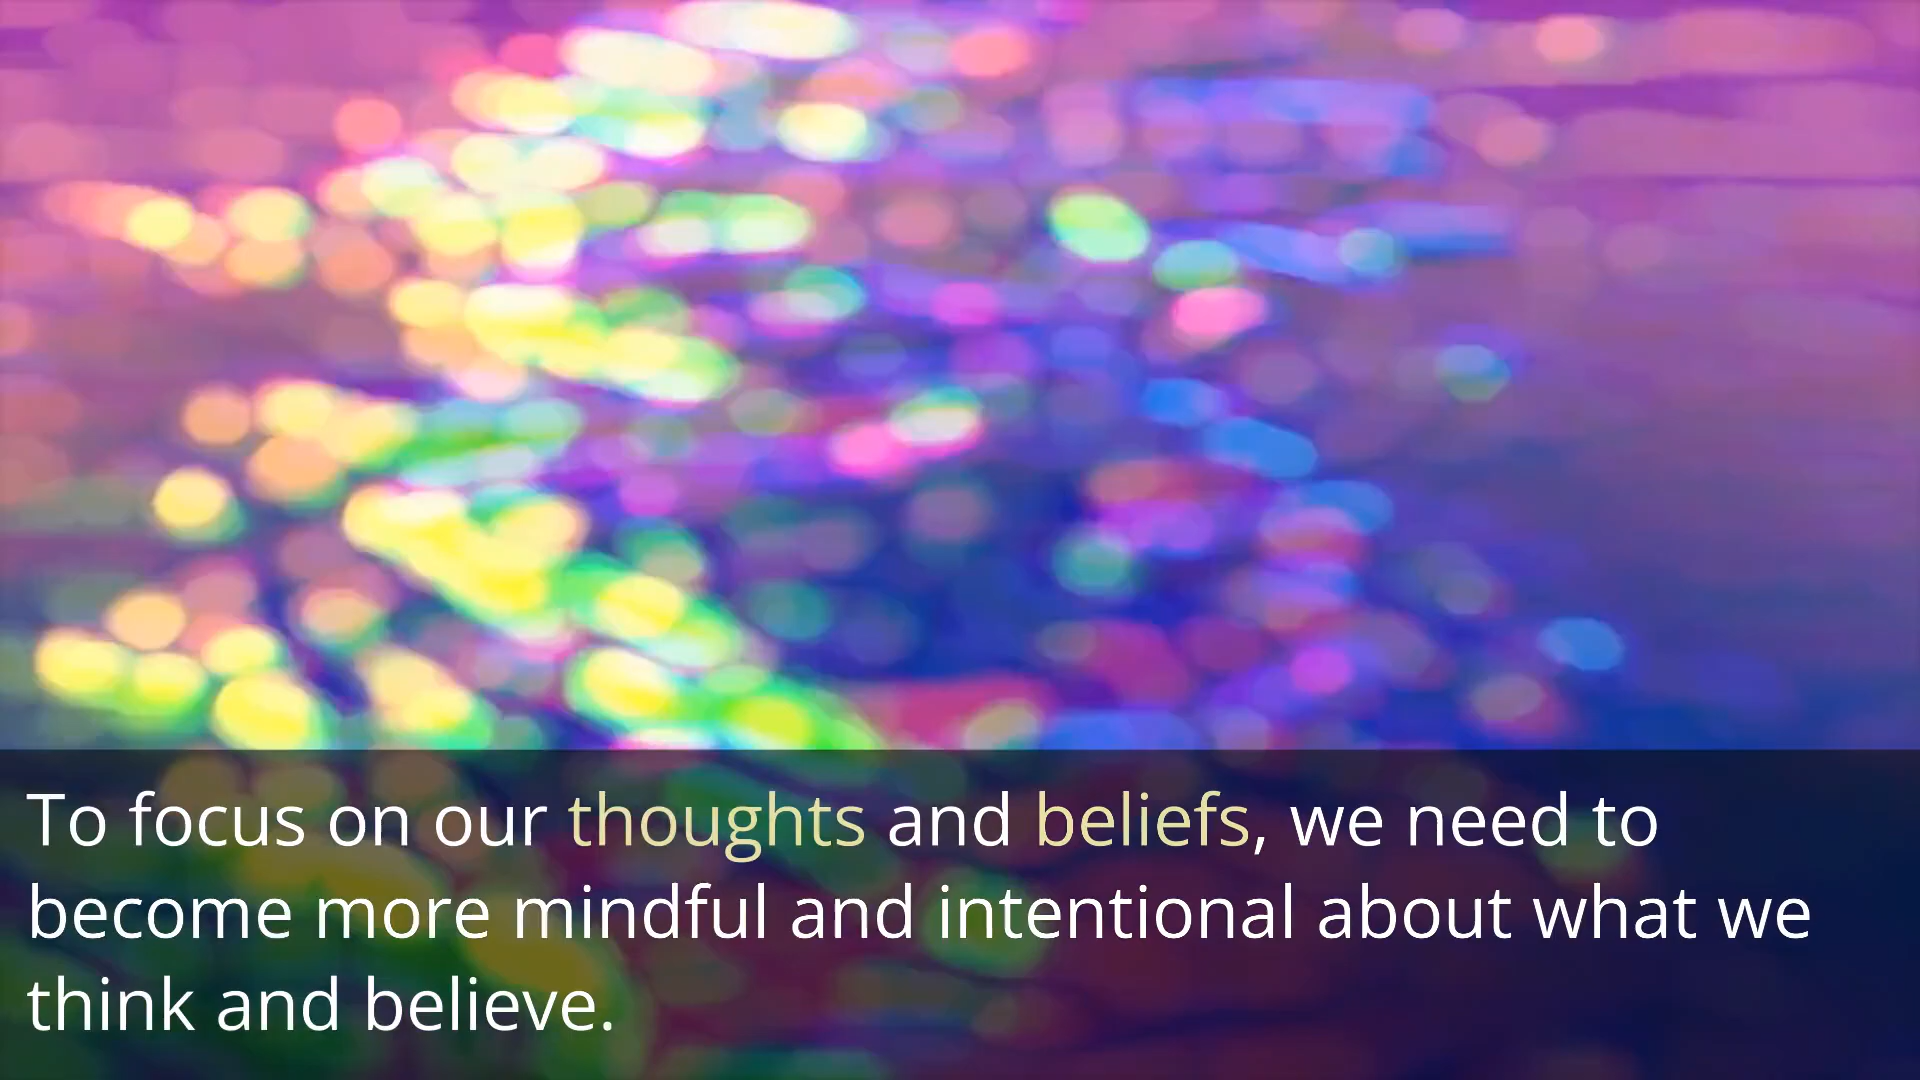 To focus on our thoughts and beliefs, we need to
become more mindful and intentional about what we
think and believe.